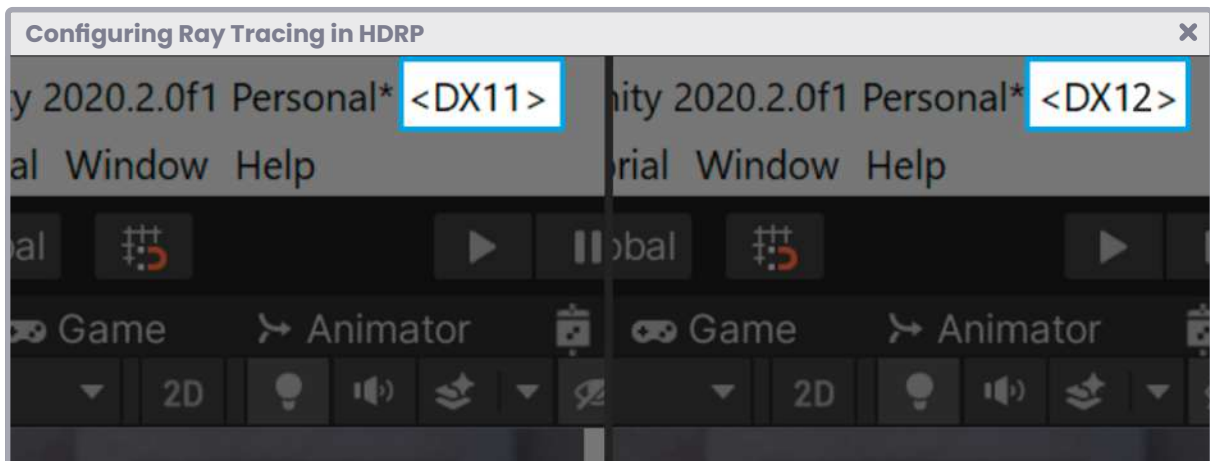 Configuring Ray Tracing in HDRP
y 2020.2.0f1 Personal* <DX11>
al Window Help
bal
Game Animator
2D
nity 2020.2.0f1 Personal* <DX12>
rial Window Help
obal
Game Animator
2D